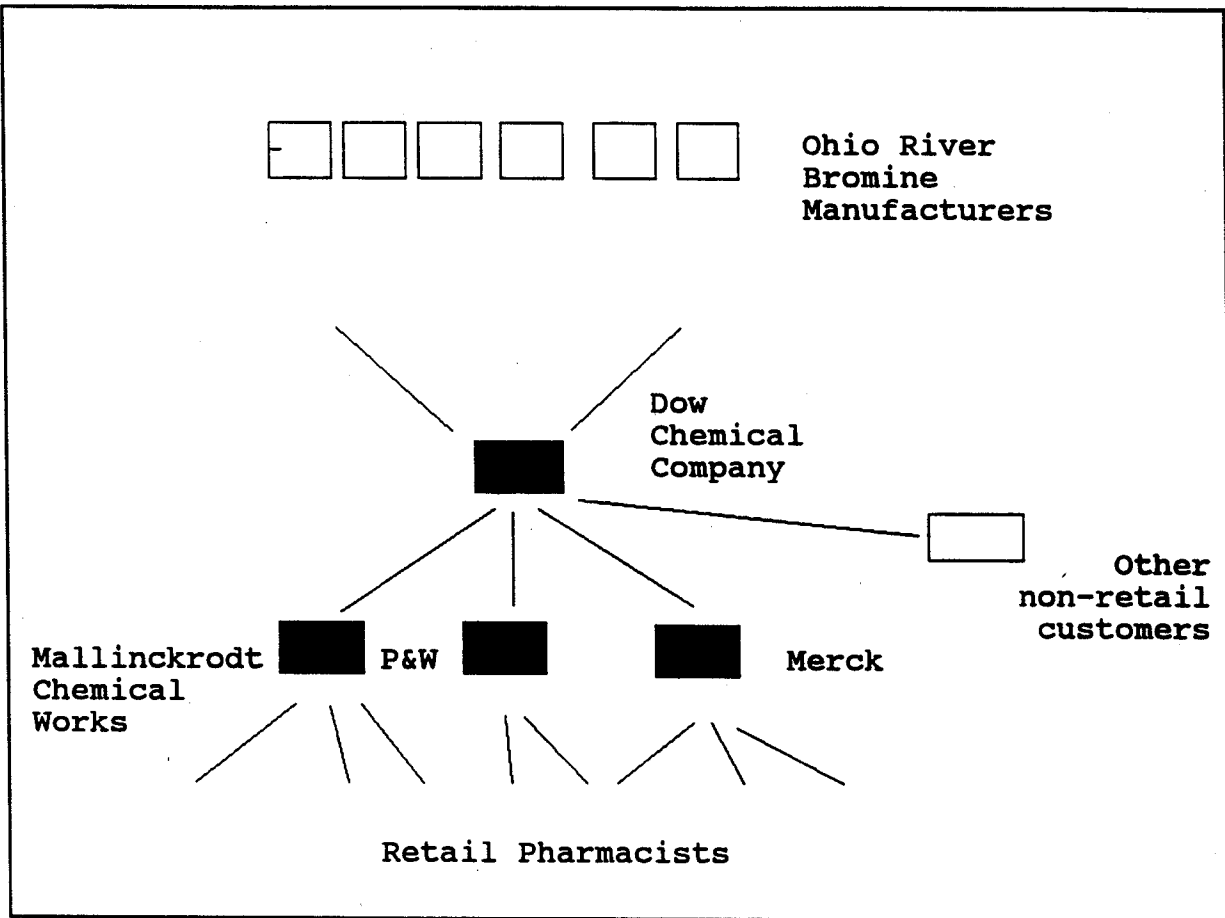 Ohio River
Bromine
Manufacturers
Dow
Chemical
Company
Other
non-retail
customers
Mallinckrodt
Chemical
Works
P&W
Merck
Retail Pharmacists